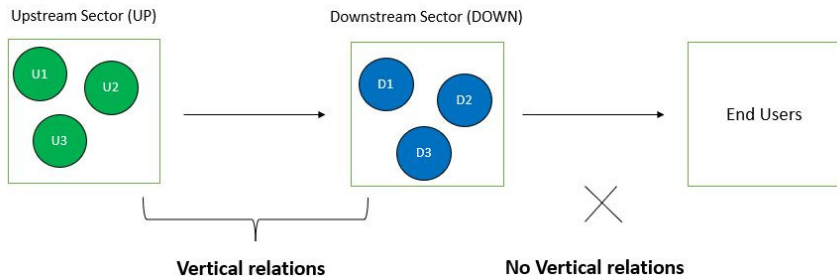 Upstream Sector (UP)
Downstream Sector (DOWN)
U1
U2
U3
D1
D2
D3
End Users
Vertical relations
No Vertical relations